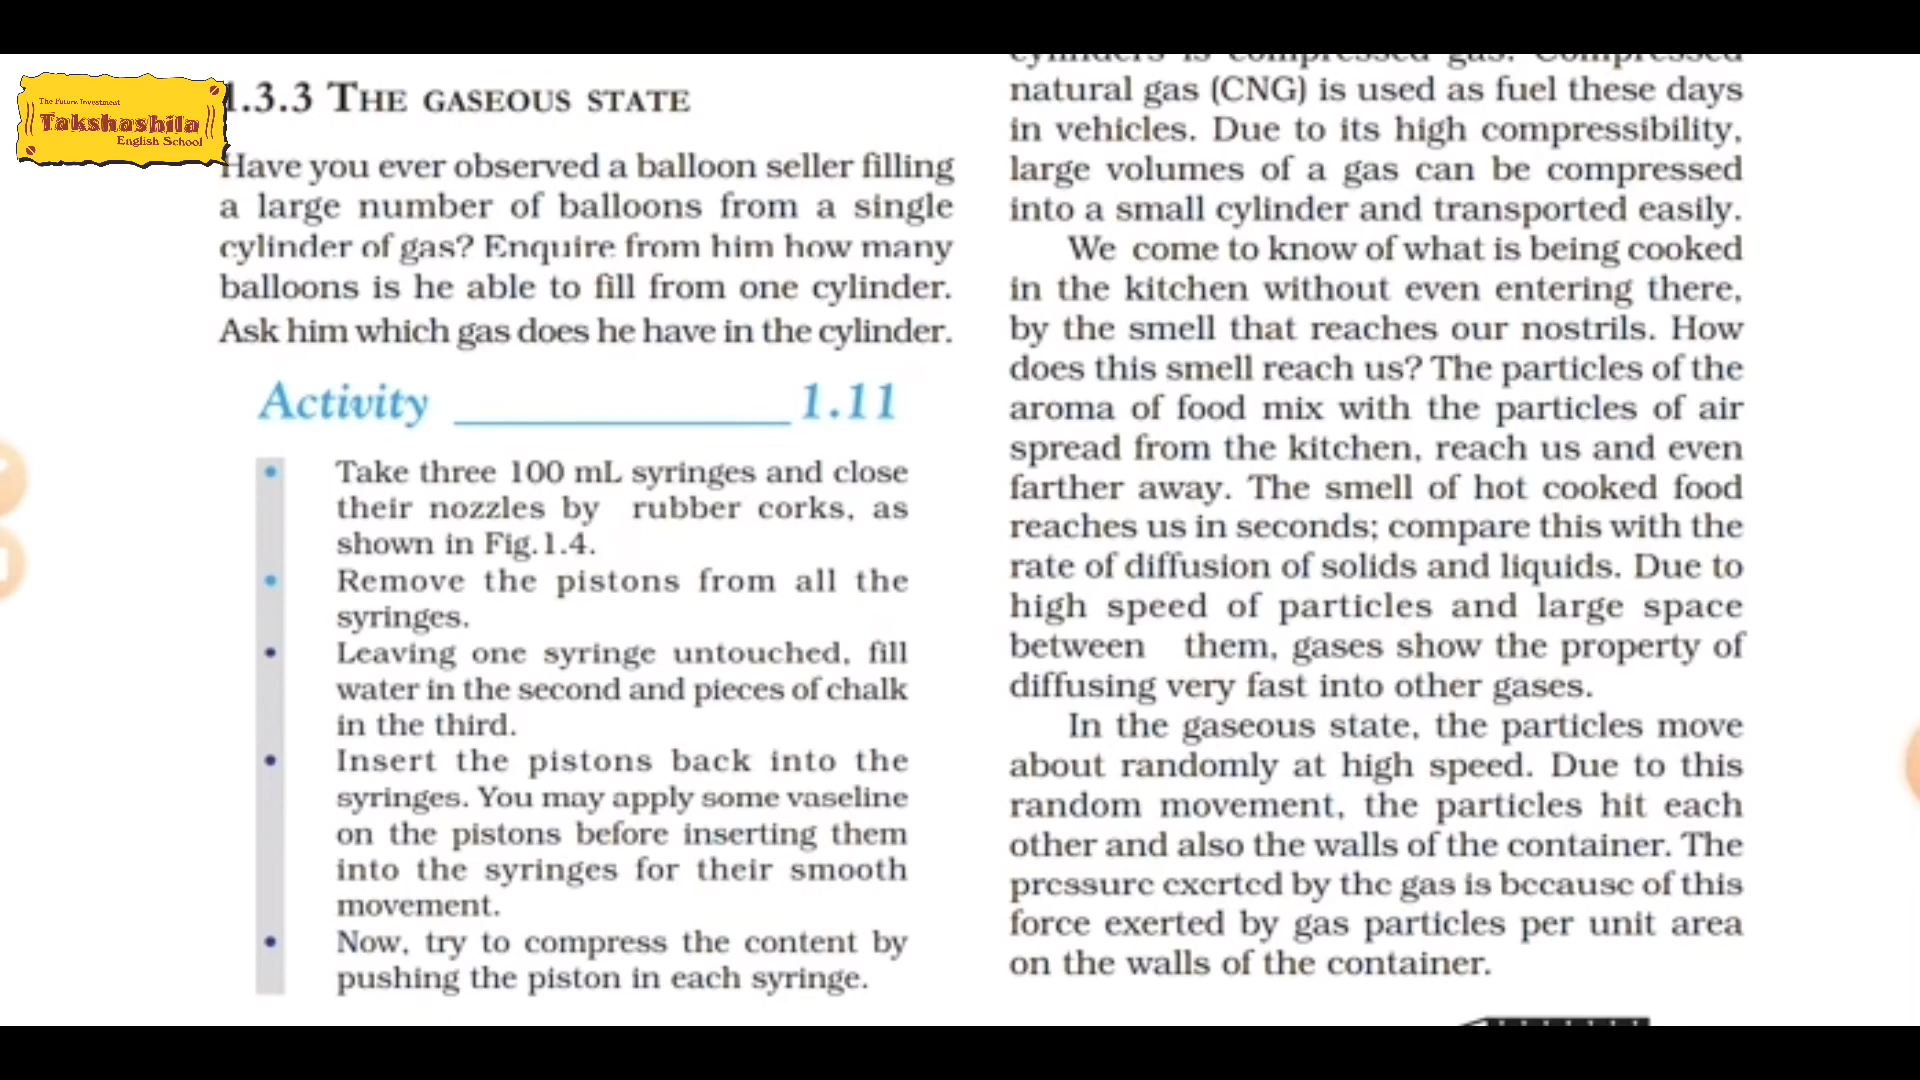 The Future Investment
Takshashila
English School
1.3.3 THE GASEOUS STATE
Have you ever observed a balloon seller filling
a large number of balloons from a single
cylinder of gas? Enquire from him how many
balloons is he able to fill from one cylinder.
Ask him which gas does he have in the cylinder.
Activity 1.11
• Take three 100 mL syringes and close
their nozzles by rubber corks, as
shown in Fig.1.4.
• Remove the pistons from all the
syringes.
• Leaving one syringe untouched, fill
water in the second and pieces of chalk
in the third.
• Insert the pistons back into the
syringes. You may apply some vaseline
on the pistons before inserting them
into the syringes for their smooth
movement.
• Now, try to compress the content by
pushing the piston in each syringe.
cylinders is compressed gas. Compressed
natural gas (CNG) is used as fuel these days
in vehicles. Due to its high compressibility,
large volumes of a gas can be compressed
into a small cylinder and transported easily.
We come to know of what is being cooked
in the kitchen without even entering there,
by the smell that reaches our nostrils. How
does this smell reach us? The particles of the
aroma of food mix with the particles of air
spread from the kitchen, reach us and even
farther away. The smell of hot cooked food
reaches us in seconds; compare this with the
rate of diffusion of solids and liquids. Due to
high speed of particles and large space
between them, gases show the property of
diffusing very fast into other gases.
In the gaseous state, the particles move
about randomly at high speed. Due to this
random movement, the particles hit each
other and also the walls of the container. The
pressure exerted by the gas is because of this
force exerted by gas particles per unit area
on the walls of the container.